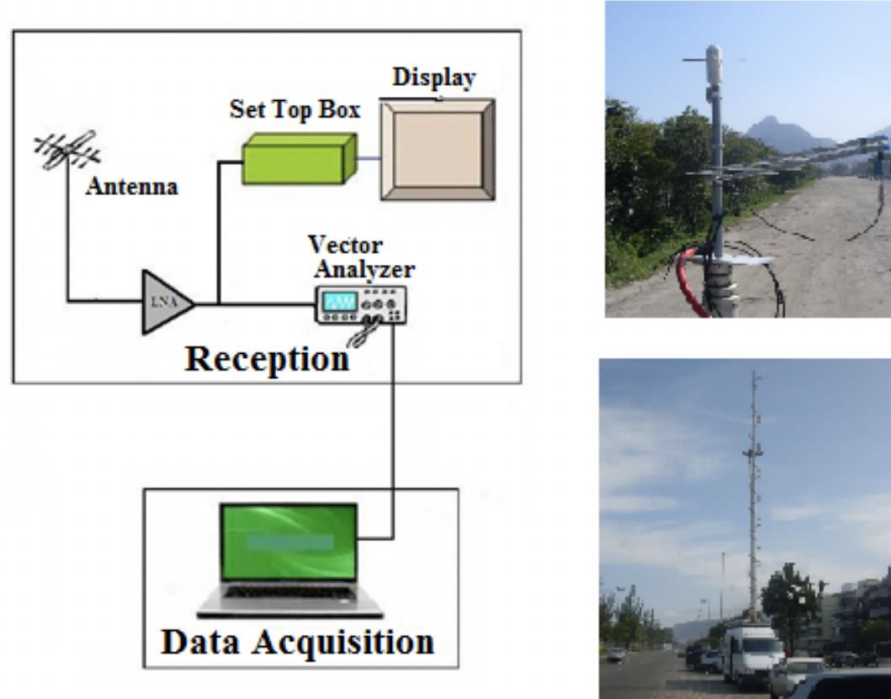 Display
Set Top Box
Antenna
Vector
Analyzer
LNA
Reception
Data Acquisition